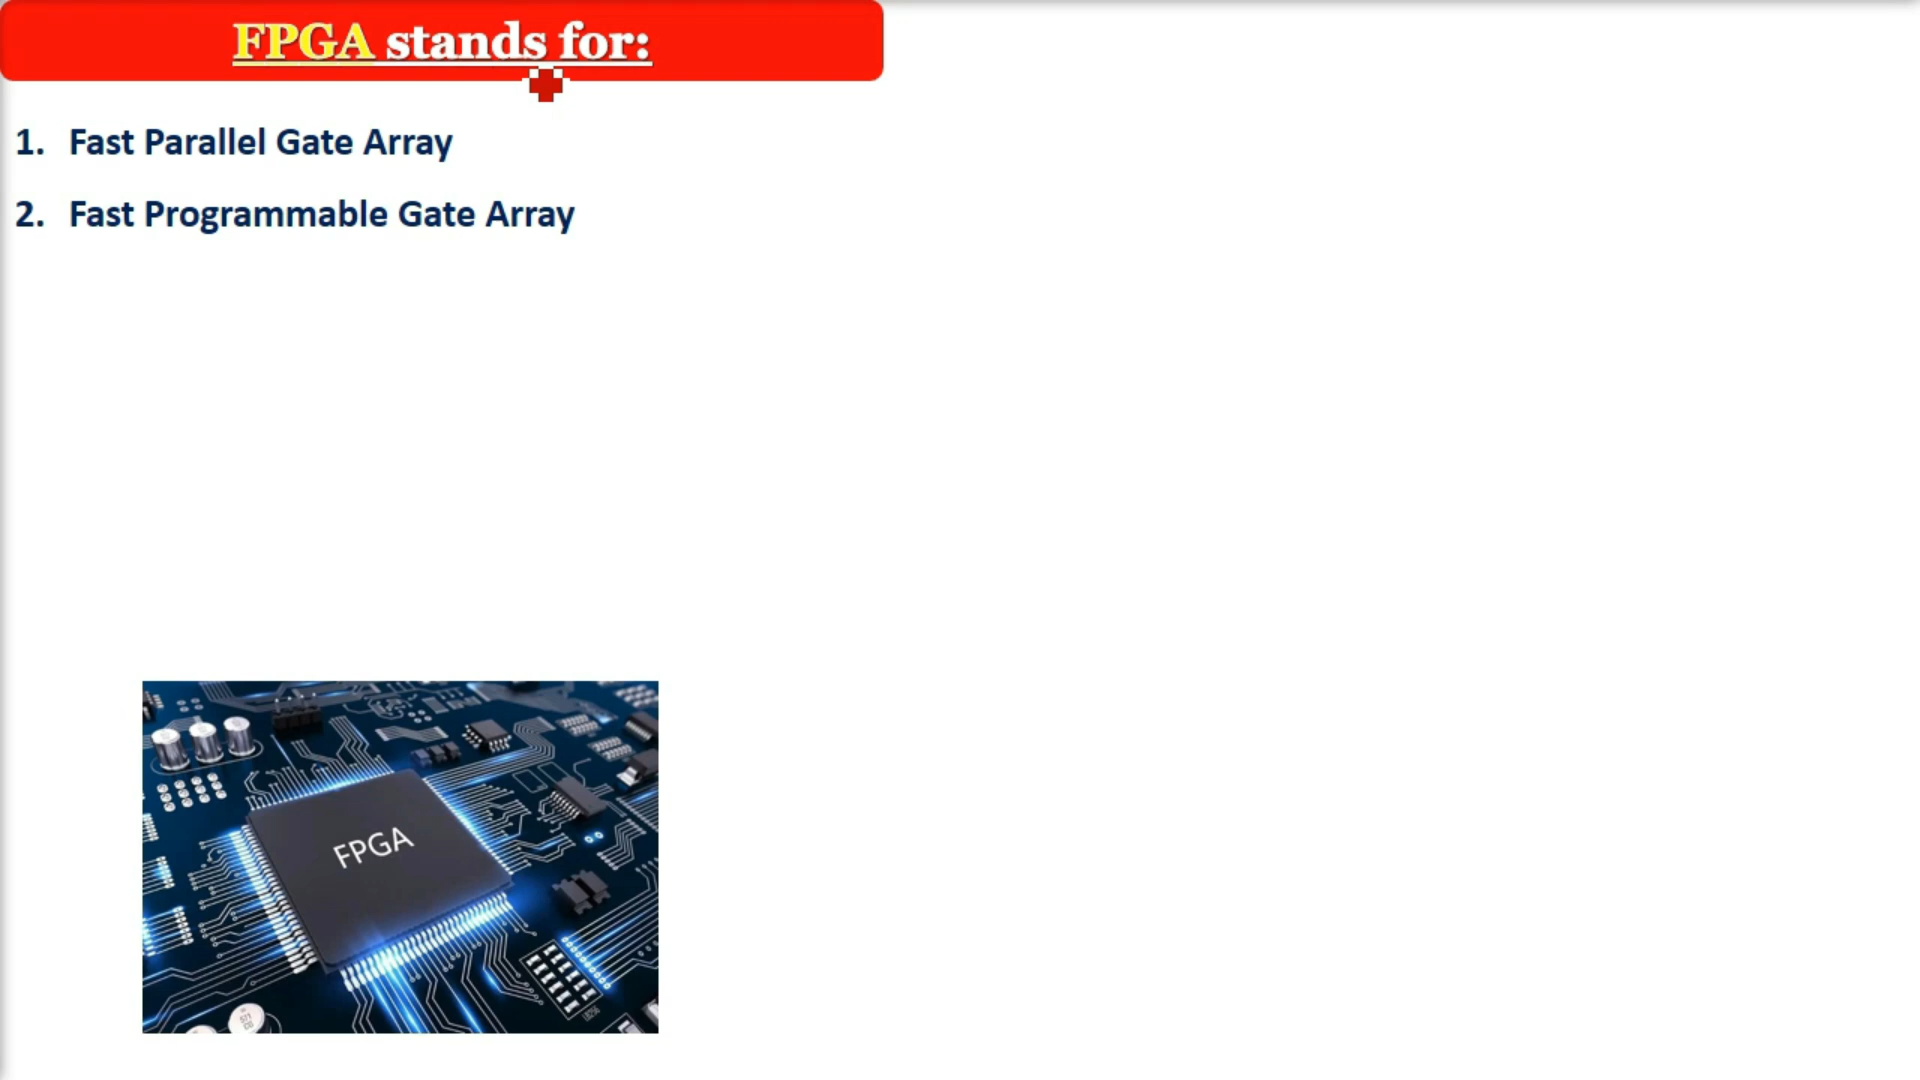 FPGA stands for:
1. Fast Parallel Gate Array
2. Fast Programmable Gate Array
FPGA